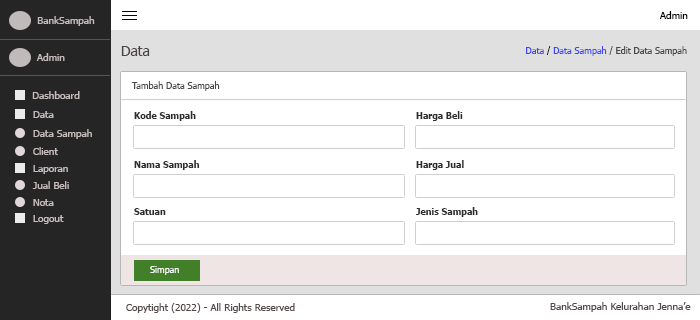 BankSampah
Admin
Dashboard
Data
Data Sampah
Client
Laporan
Jual Beli
Nota
Logout
Admin
Data
Data / Data Sampah / Edit Data Sampah
Tambah Data Sampah
Kode Sampah
Harga Beli
Nama Sampah
Harga Jual
Satuan
Jenis Sampah
Simpan
Copyright (2022) - All Rights Reserved
BankSampah Kelurahan Jenna'e